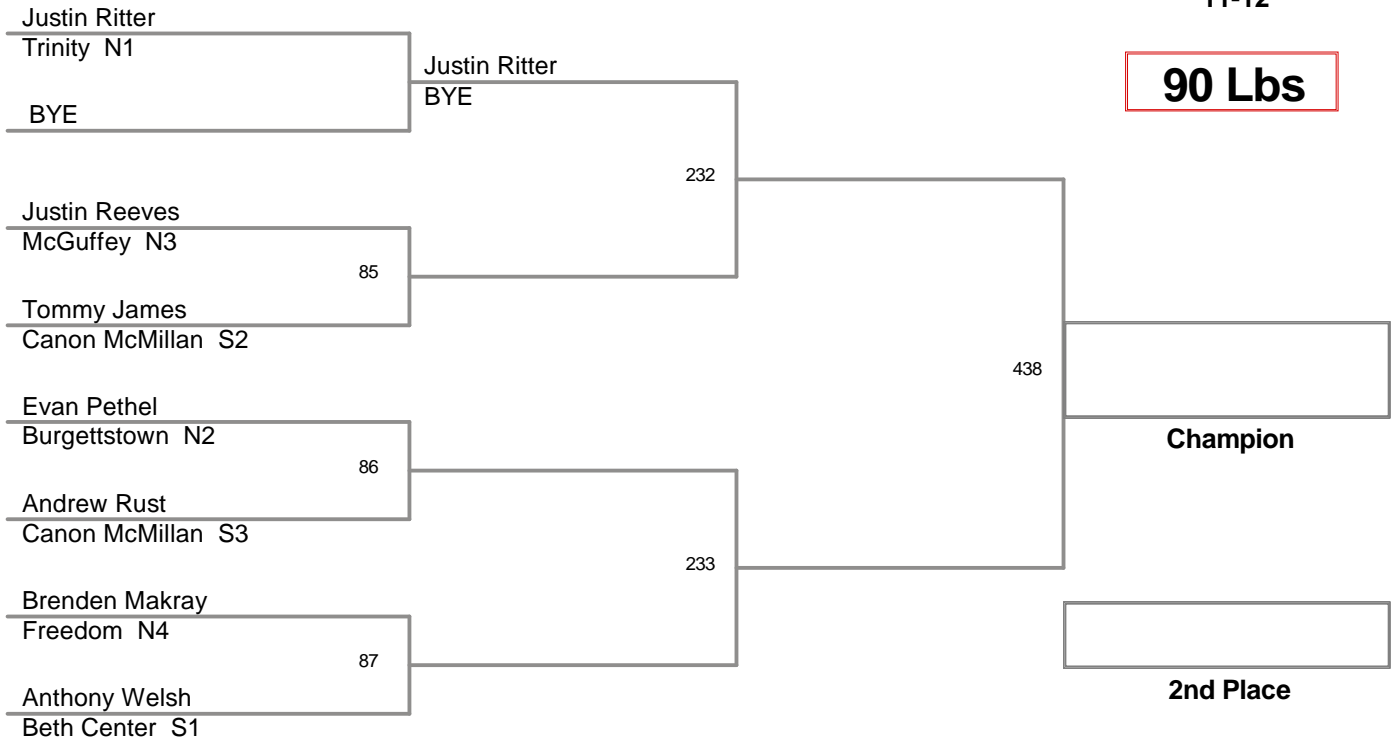 11-12
90 Lbs
Justin Ritter
Trinity N1
BYE
Justin Ritter
BYE
232
Justin Reeves
McGuffey N3
85
Tommy James
Canon McMillan S2
438
Evan Pethel
Burgettstown N2
86
Andrew Rust
Canon McMillan S3
233
Brenden Makray
Freedom N4
87
Anthony Welsh
Beth Center S1
Champion
2nd Place